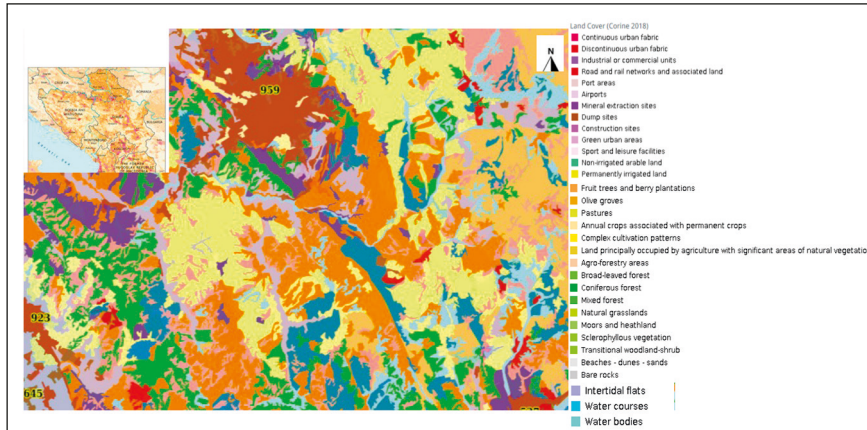 Land Cover (Corine 2018)
Continuous urban fabric
Discontinuous urban fabric
Industrial or commercial units
Road and rail networks and associated land
Port areas
Airports
Mineral extraction sites
Dump sites
Construction sites
Green urban areas
Sport and leisure facilities
Non-irrigated arable land
Permanently irrigated land
Fruit trees and berry plantations
Olive groves
Pastures
Annual crops associated with permanent crops
Complex cultivation patterns
Land principally occupied by agriculture with significant areas of natural vegetatio
Agro-forestry areas
Broad-leaved forest
Coniferous forest
Mixed forest
Natural grasslands
Moors and heathland
Sclerophyllous vegetation
Transitional woodland-shrub
Beaches - dunes - sands
Bare rocks
Intertidal flats
Water courses
Water bodies
N
959
923
645